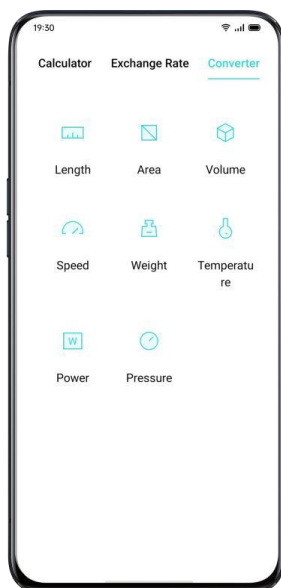 19:30
Calculator Exchange Rate Converter
Length Area Volume
Speed Weight Temperatu
re
W
Power Pressure